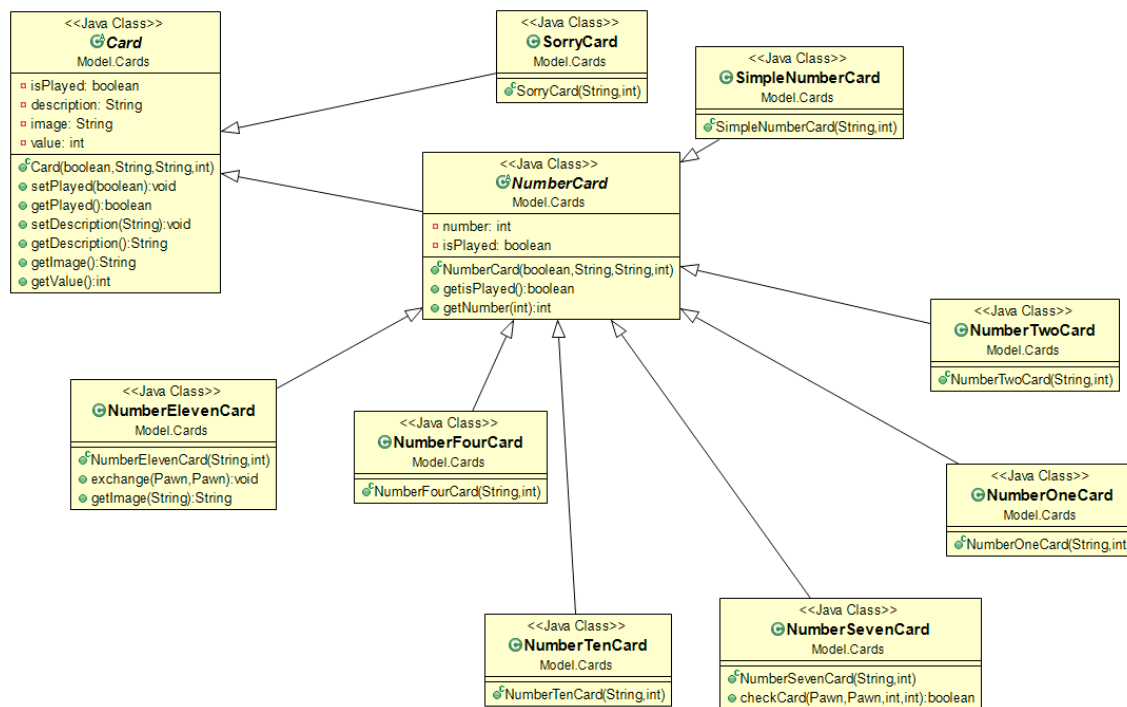 <<Java Class>>
Card
Model.Cards
isPlayed: boolean
description: String
image: String
value: int
Card(boolean,String,String,int)
setPlayed(boolean):void
getPlayed():boolean
setDescription(String):void
getDescription():String
getImage():String
getValue():int
<<Java Class>>
SorryCard
Model.Cards
SorryCard(String,int)
<<Java Class>>
SimpleNumberCard
Model.Cards
SimpleNumberCard(String,int)
<<Java Class>>
NumberCard
Model.Cards
number: int
isPlayed: boolean
NumberCard(boolean,String,String,int)
getisPlayed():boolean
getNumber(int):int
<<Java Class>>
NumberTwoCard
Model.Cards
NumberTwoCard(String,int)
<<Java Class>>
NumberElevenCard
Model.Cards
NumberElevenCard(String,int)
exchange(Pawn,Pawn):void
getImage(String):String
<<Java Class>>
NumberFourCard
Model.Cards
NumberFourCard(String,int)
<<Java Class>>
NumberOneCard
Model.Cards
NumberOneCard(String,int
<<Java Class>>
NumberTenCard
Model.Cards
NumberTenCard(String,int)
<<Java Class>>
NumberSevenCard
Model.Cards
NumberSevenCard(String,int)
checkCard(Pawn,Pawn,int,int):boolean